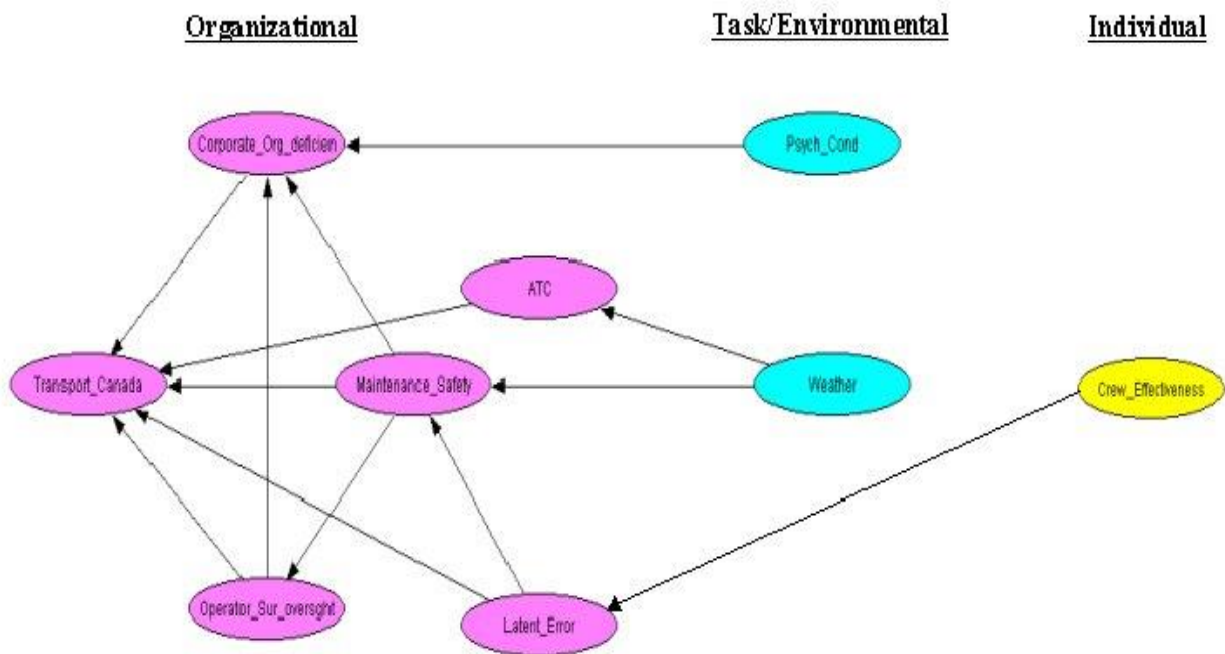 Organizational
Task/Environmental
Individual
Corporate_Org_deficien
Psych_Cond
ATC
Transport_Canada
Maintenance_Safety
Weather
Crew_Effectiveness
Operator_Sur_oversght
Latent_Error